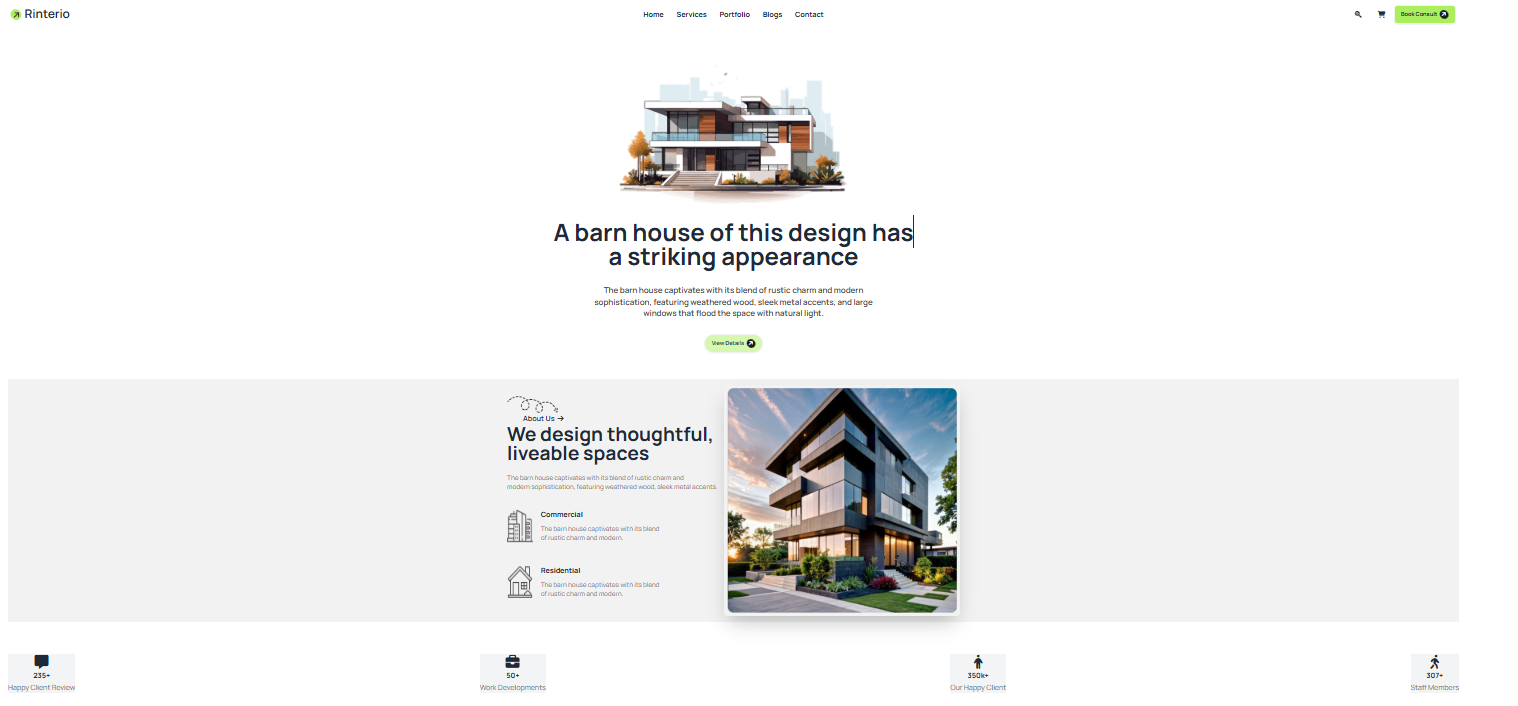 Rinterio
Home Services Portfolio Blogs Contact
Book Consult
A barn house of this design has
a striking appearance
The barn house captivates with its blend of rustic charm and modern
sophistication, featuring weathered wood, sleek metal accents, and large
windows that flood the space with natural light.
View Details
About Us →
We design thoughtful,
liveable spaces
The barn house captivates with its blend of rustic charm and
modern sophistication, featuring weathered wood, sleek metal accents.
Commercial
The barn house captivates with its blend
of rustic charm and modern.
Residential
The barn house captivates with its blend
of rustic charm and modern.
235+
Happy Client Review
50+
Work Developments
350k+
Our Happy Client
307+
Staff Members